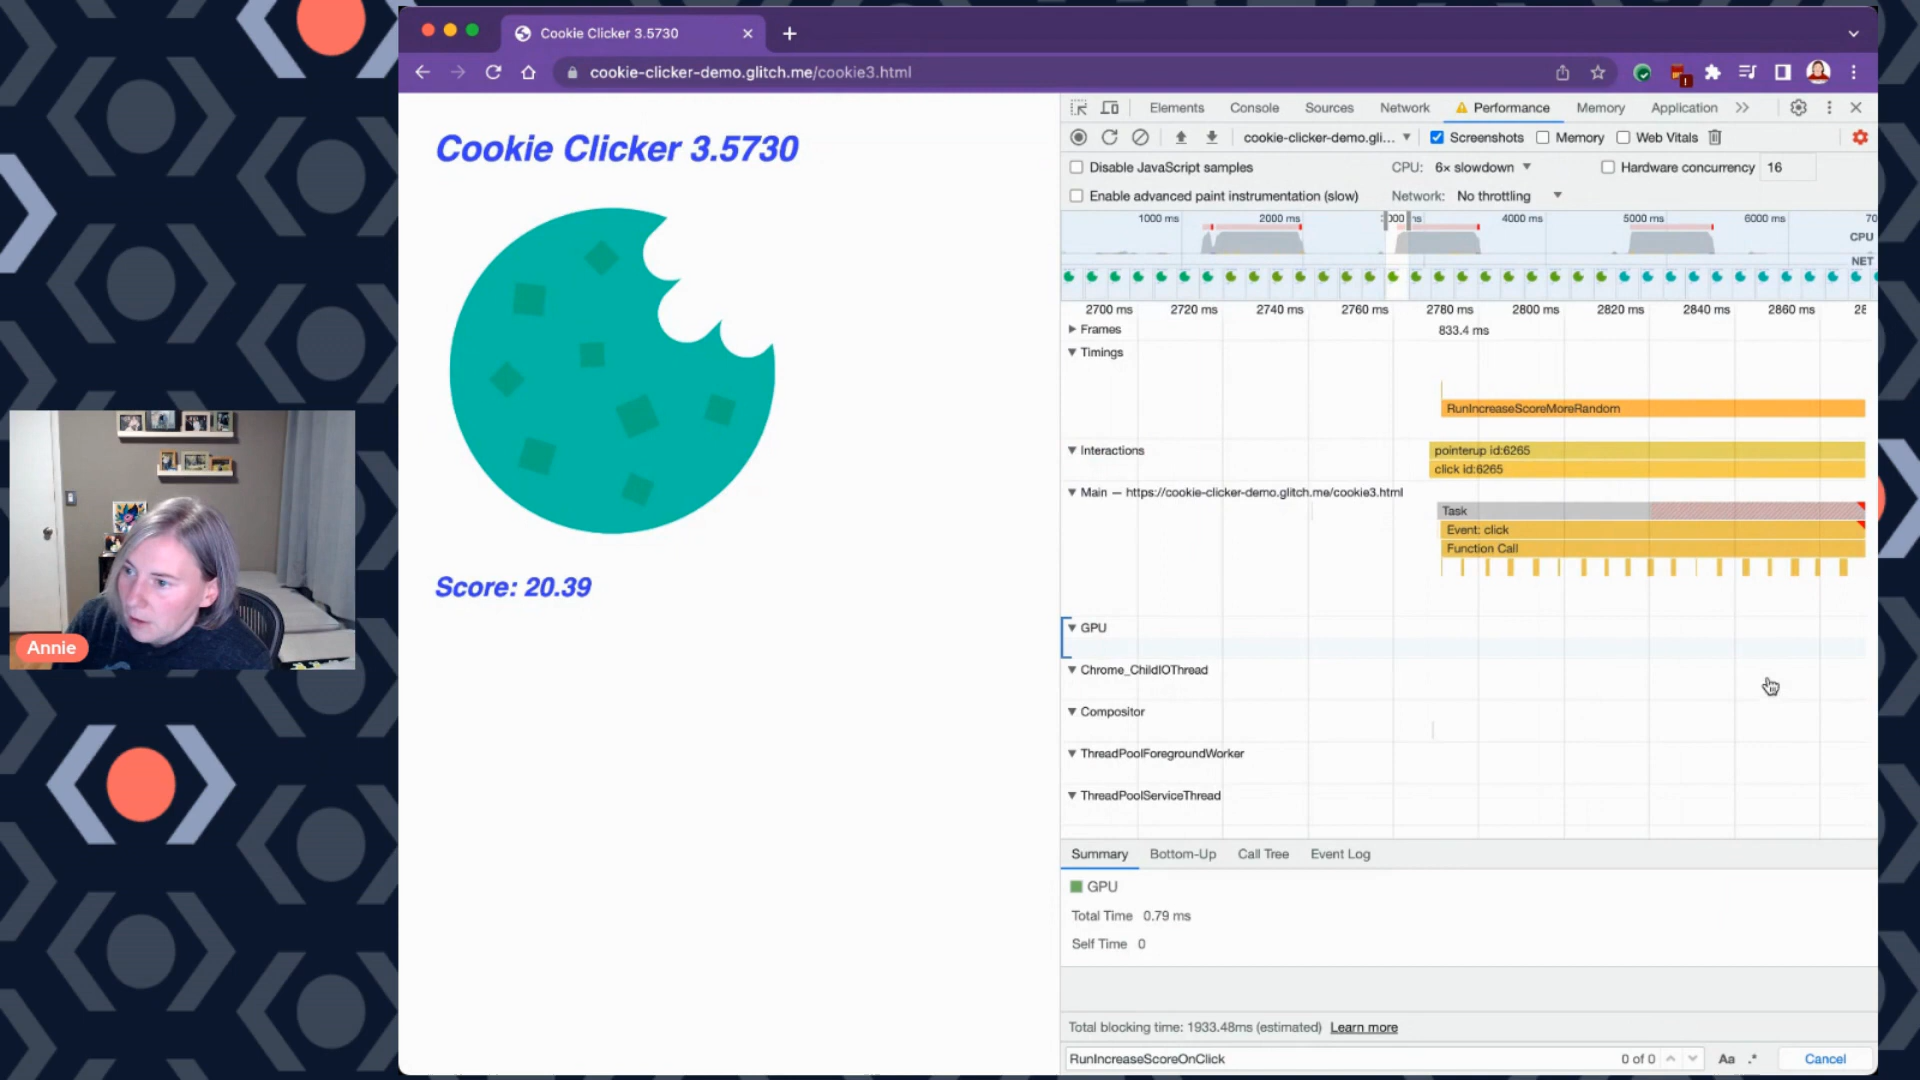 Cookie Clicker 3.5730
cookie-clicker-demo.glitch.me/cookie3.html
Cookie Clicker 3.5730
Score: 20.39
Annie
Elements Console Sources Network Performance Memory Application
cookie-clicker-demo.gli... Screenshots Memory Web Vitals
Disable JavaScript samples CPU: 6× slowdown Hardware concurrency 16
Enable advanced paint instrumentation (slow) Network: No throttling
1000 ms 2000 ms 4000 ms 5000 ms 6000 ms 70
CPU
NET
2700 ms 2720 ms 2740 ms 2760 ms 2780 ms 2800 ms 2820 ms 2840 ms 2860 ms 28
Frames 833.4 ms
Timings
RunIncreaseScoreMoreRandom
Interactions pointerup id:6265
click id:6265
Main — https://cookie-clicker-demo.glitch.me/cookie3.html
Task
Event: click
Function Call
GPU
Chrome_ChildIOThread
Compositor
ThreadPoolForegroundWorker
ThreadPoolServiceThread
Summary Bottom-Up Call Tree Event Log
GPU
Total Time 0.79 ms
Self Time 0
Total blocking time: 1933.48ms (estimated) Learn more
RunIncreaseScoreOnClick 0 of 0 Aa .* Cancel